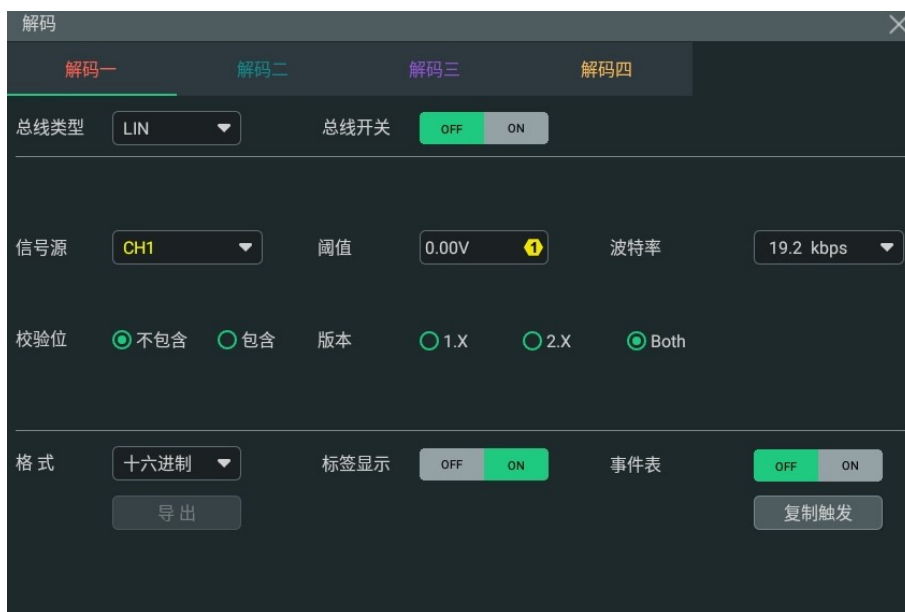 解码
解码一 解码二 解码三 解码四
总线类型 LIN 总线开关 OFF ON
信号源 CH1 阈值 0.00V 1 波特率 19.2 kbps
校验位 不包含 包含 版本 1.X 2.X Both
格式 十六进制 标签显示 OFF ON 事件表 OFF ON
导出 复制触发